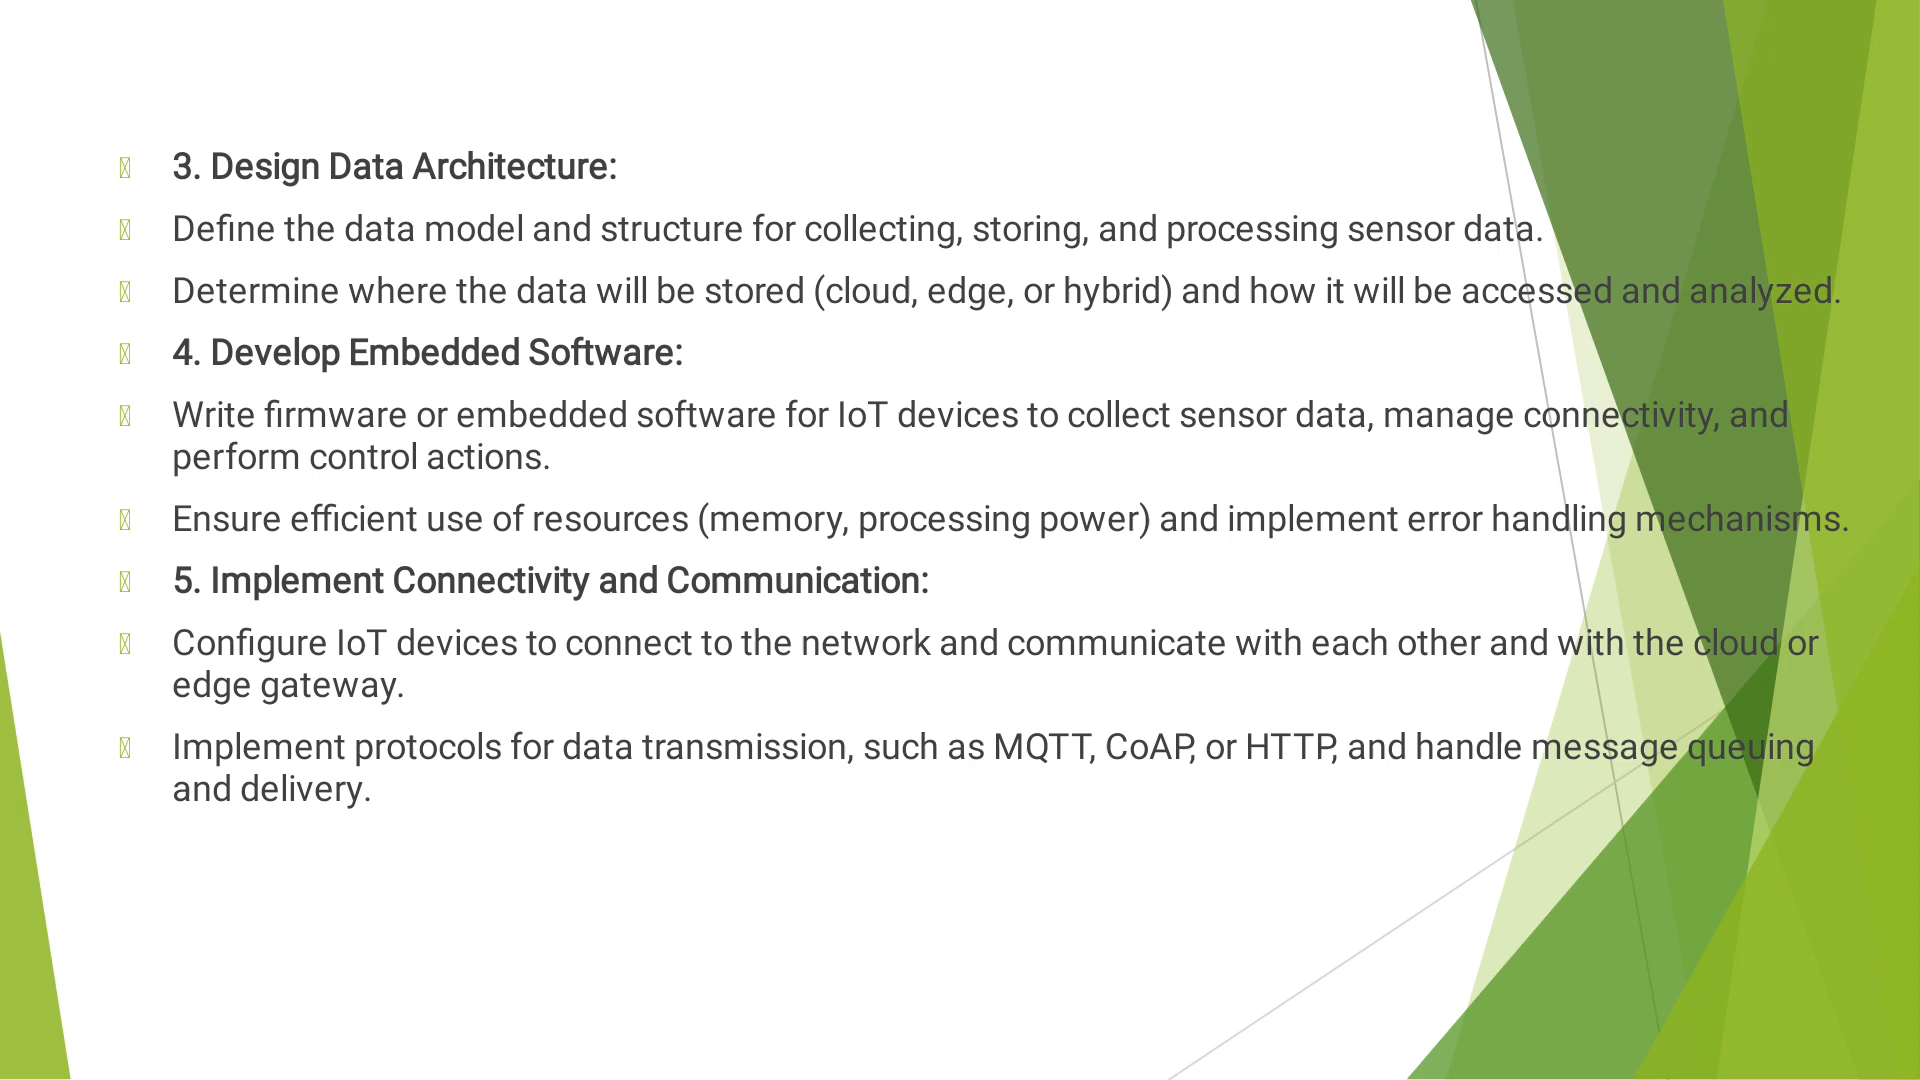 3. Design Data Architecture:
Define the data model and structure for collecting, storing, and processing sensor data.
Determine where the data will be stored (cloud, edge, or hybrid) and how it will be accessed and analyzed.
4. Develop Embedded Software:
Write firmware or embedded software for IoT devices to collect sensor data, manage connectivity, and
perform control actions.
Ensure efficient use of resources (memory, processing power) and implement error handling mechanisms.
5. Implement Connectivity and Communication:
Configure IoT devices to connect to the network and communicate with each other and with the cloud or
edge gateway.
Implement protocols for data transmission, such as MQTT, CoAP, or HTTP, and handle message queuing
and delivery.